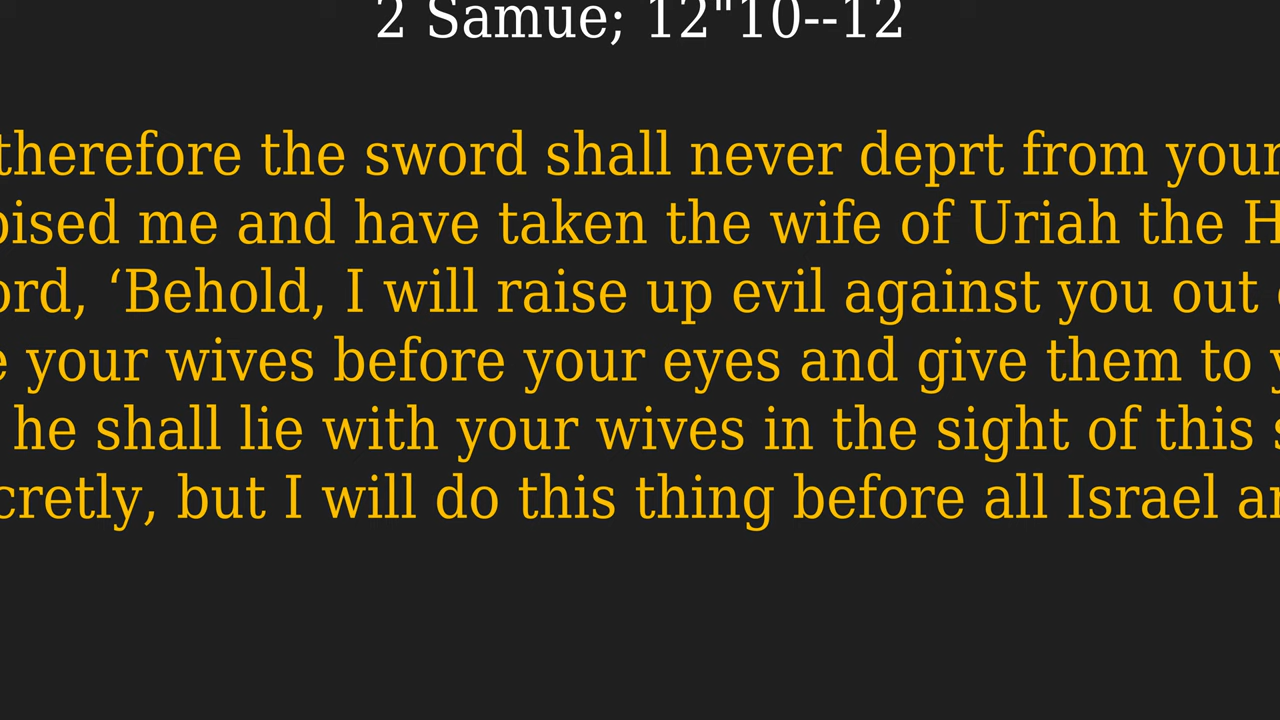 2 Samue; 12"10--12
therefore the sword shall never deprt from your
me and have taken the wife of Uriah the
‘Behold, I will raise up evil against you out
your wives before your eyes and give them to
he shall lie with your wives in the sight of this
but I will do this thing before all Israel